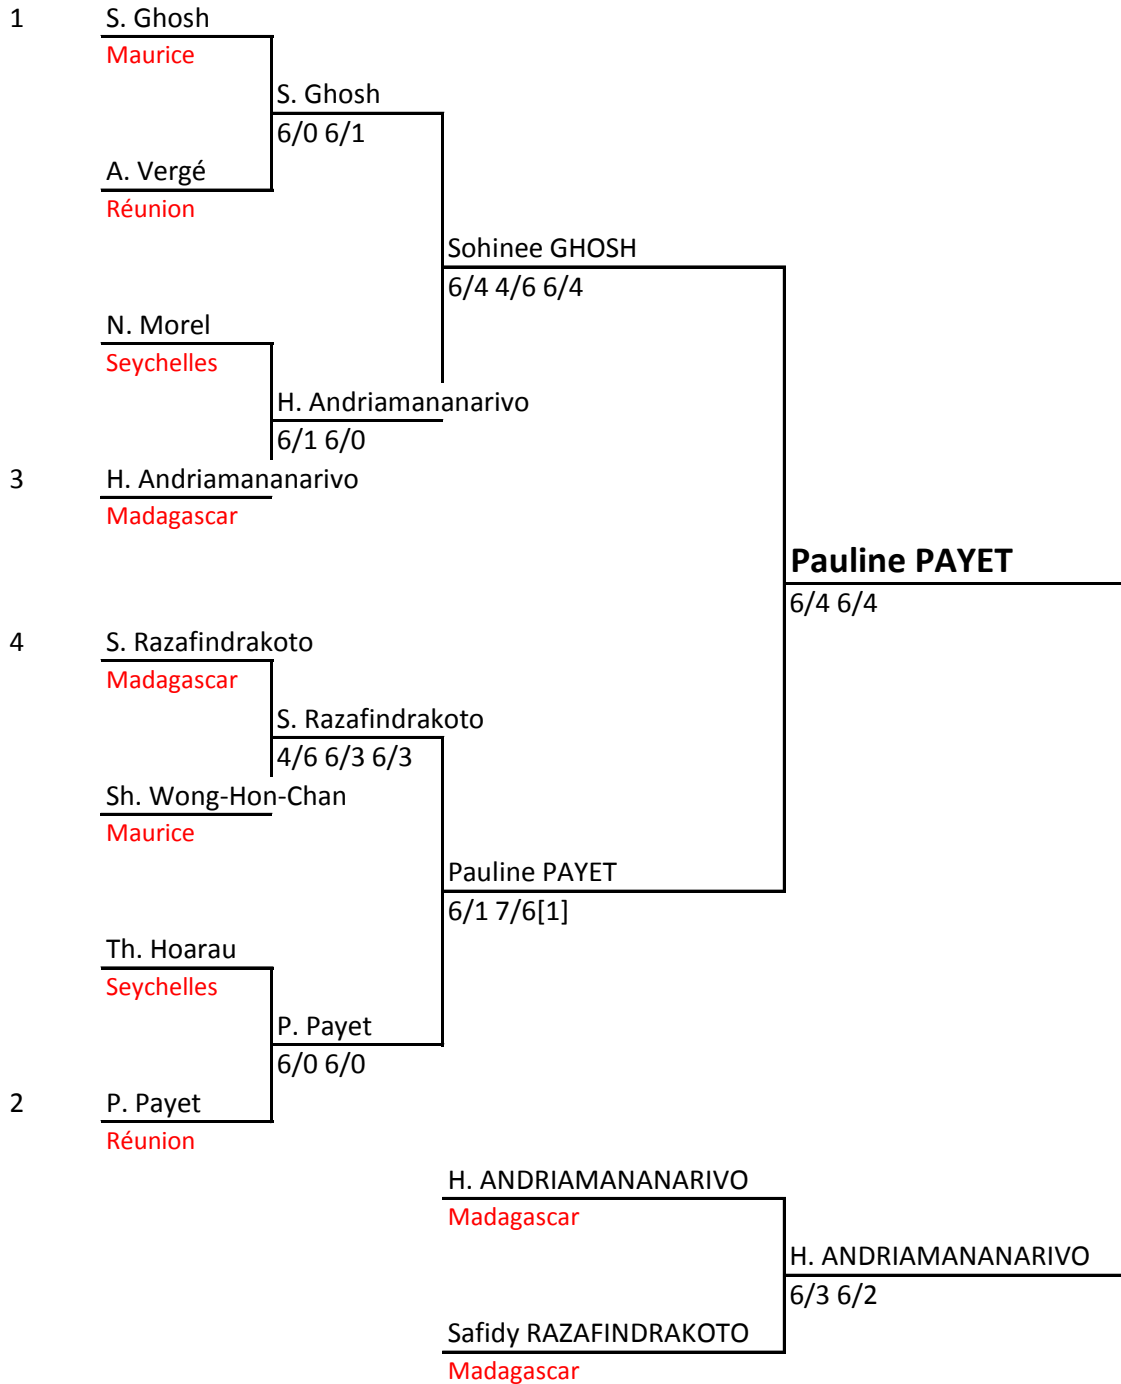 1 S. Ghosh
Maurice
S. Ghosh
6/0 6/1
A. Vergé
Réunion
Sohinee GHOSH
6/4 4/6 6/4
N. Morel
Seychelles
H. Andriamananarivo
6/1 6/0
3 H. Andriamananarivo
Madagascar
Pauline PAYET
6/4 6/4
4 S. Razafindrakoto
Madagascar
S. Razafindrakoto
4/6 6/3 6/3
Sh. Wong-Hon-Chan
Maurice
Pauline PAYET
6/1 7/6[1]
Th. Hoarau
Seychelles
P. Payet
6/0 6/0
2 P. Payet
Réunion
H. ANDRIAMANANARIVO
Madagascar
H. ANDRIAMANANARIVO
6/3 6/2
Safidy RAZAFINDRAKOTO
Madagascar